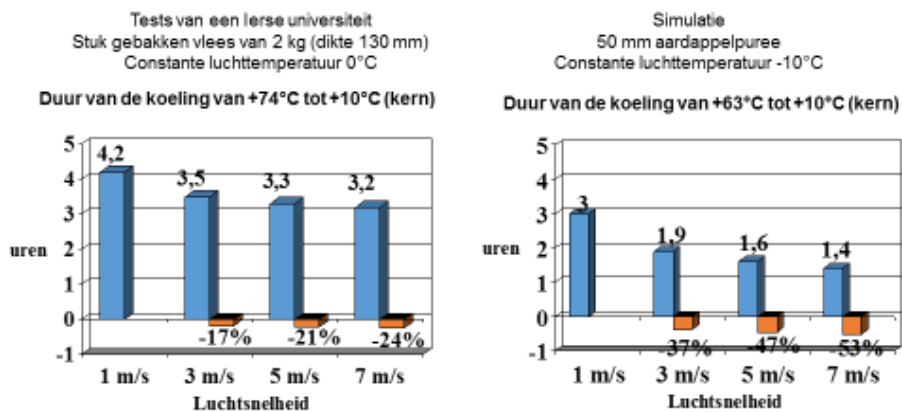 Tests van een Ierse universiteit
Stuk gebakken vlees van 2 kg (dikte 130 mm)
Constante luchttemperatuur 0°C
Duur van de koeling van +74°C tot +10°C (kern)
5
4,2
4
3,5
3,3
3,2
3
uren
2
1
0
-17%
-21%
-24%
-1
1 m/s
3 m/s
5 m/s
7 m/s
Luchtsnelheid
Simulatie
50 mm aardappelpuree
Constante luchttemperatuur -10°C
Duur van de koeling van +63°C tot +10°C (kern)
5
4
3
3
1,9
1,6
1,4
uren
2
1
0
-37%
-47%
-53%
-1
1 m/s
3 m/s
5 m/s
7 m/s
Luchtsnelheid